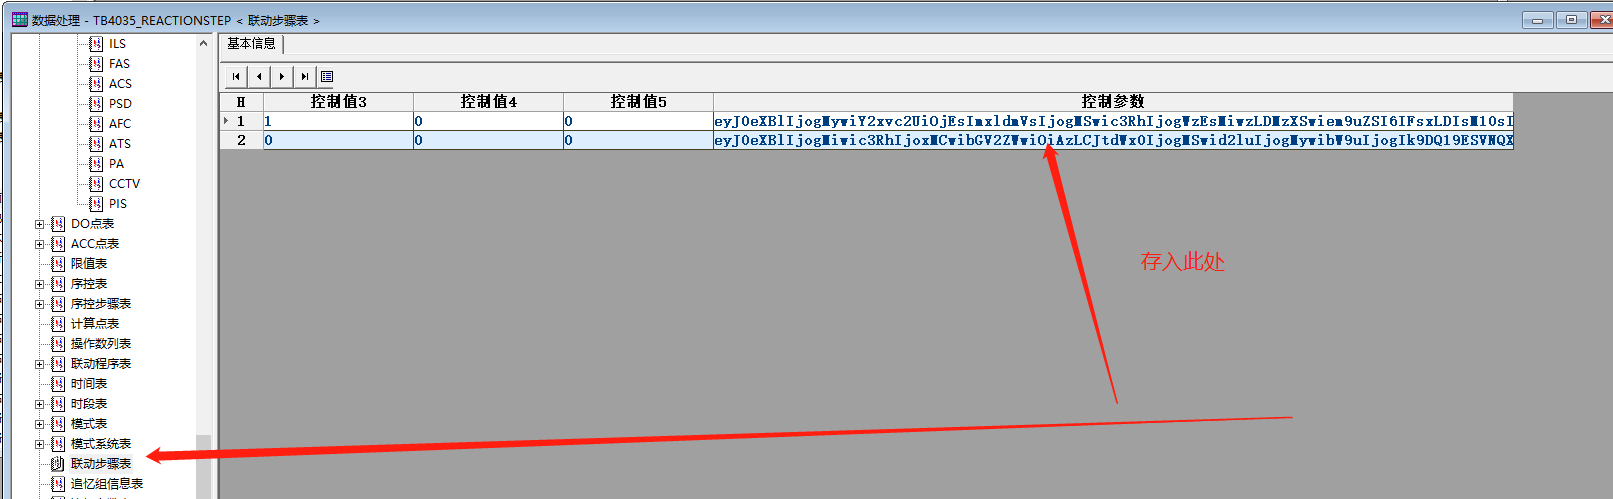 数据处理 - TB4035_REACTIONSTEP < 联动步骤表 >
ILS
FAS
ACS
PSD
AFC
ATS
PA
CCTV
PIS
DO点表
ACC点表
限值表
序控表
序控步骤表
计算点表
操作数列表
联动程序表
时间表
时段表
模式表
模式系统表
联动步骤表
追忆组信息表
基本信息
H 控制值3 控制值4 控制值5 控制参数
1 1 0 0 eyJ0eXBlIjogMywiY2xvc2UiOjEsImxldmVsIjogMSwic3RhIjogWzEsMiwzLDMzXSwiem9uZSI6IFsxLDIsM10sI
2 0 0 0 eyJ0eXBlIjogMiwic3RhIjoxMCwibGV2ZWwiOiAzLCJtdWx0IjogMSwid2luIjogMywibW9uIjogIk9DQ19ESVNQX
存入此处